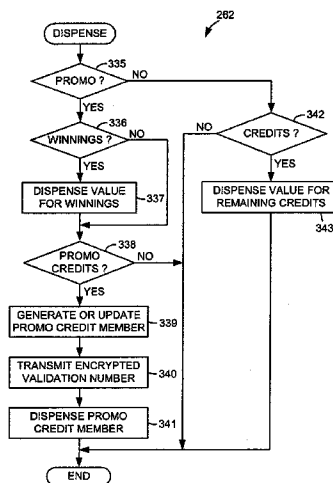 262
DISPENSE
335
PROMO ?
NO
YES
336
WINNINGS ?
NO
YES
342
NO
CREDITS ?
YES
DISPENSE VALUE
FOR WINNINGS
337
DISPENSE VALUE FOR
REMAINING CREDITS
343
338
PROMO
CREDITS ?
NO
YES
GENERATE OR UPDATE
PROMO CREDIT MEMBER
339
TRANSMIT ENCRYPTED
VALIDATION NUMBER
340
DISPENSE PROMO
CREDIT MEMBER
341
END